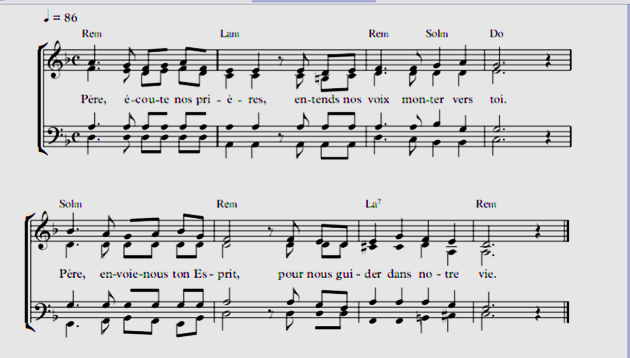 ♩ = 86
Rem Lam Rem Solm Do
Père, é-cou-te nos pri-è-res, en-tends nos voix mon-ter vers toi.
Solm Rem La7 Rem
Père, en-voie-nous ton Es-prit, pour nous gui-der dans no-tre vie.